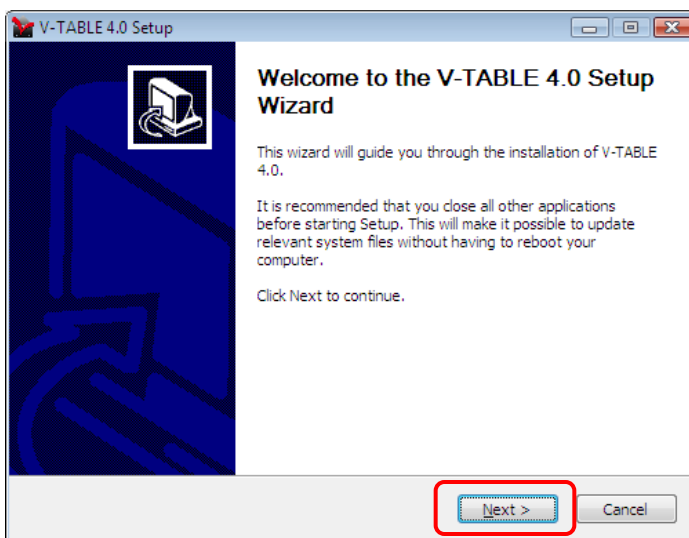 V-TABLE 4.0 Setup
Welcome to the V-TABLE 4.0 Setup
Wizard
This wizard will guide you through the installation of V-TABLE
4.0.
It is recommended that you close all other applications
before starting Setup. This will make it possible to update
relevant system files without having to reboot your
computer.
Click Next to continue.
Next >
Cancel